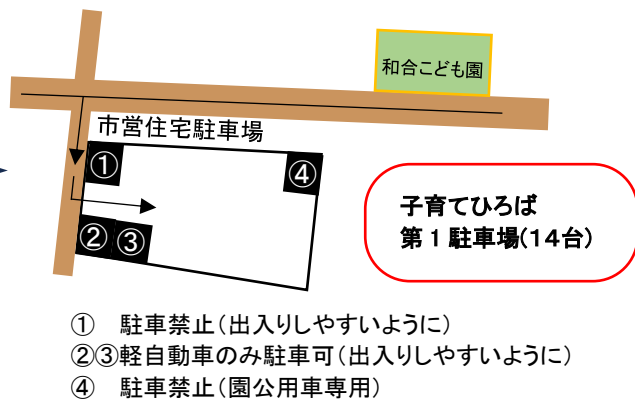 和合こども園
市営住宅駐車場
①
④
②③
子育てひろば
第1駐車場(14台)
① 駐車禁止(出入りしやすいように)
②③軽自動車のみ駐車可(出入りしやすいように)
④ 駐車禁止(園公用車専用)